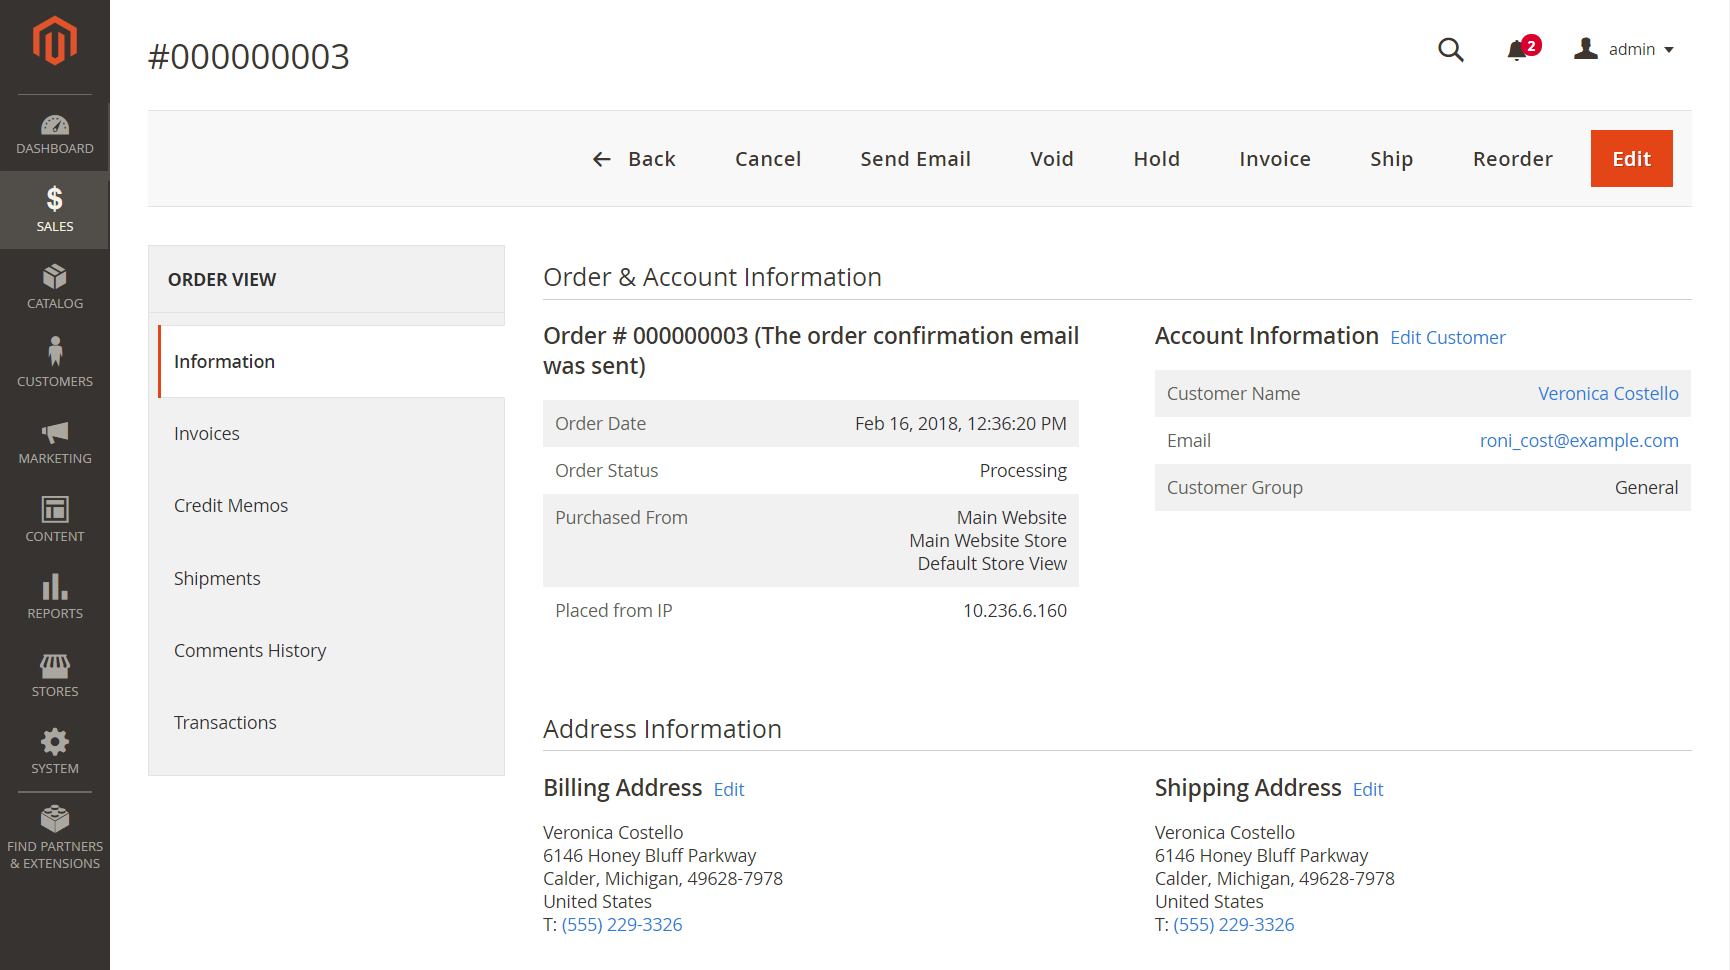 #000000003
2
admin
DASHBOARD
SALES
CATALOG
CUSTOMERS
MARKETING
CONTENT
REPORTS
STORES
SYSTEM
FIND PARTNERS
& EXTENSIONS
Back
Cancel
Send Email
Void
Hold
Invoice
Ship
Reorder
Edit
ORDER VIEW
Information
Invoices
Credit Memos
Shipments
Comments History
Transactions
Order & Account Information
Order # 000000003 (The order confirmation email
was sent)
Order Date Feb 16, 2018, 12:36:20 PM
Order Status Processing
Purchased From Main Website
Main Website Store
Default Store View
Placed from IP 10.236.6.160
Account Information Edit Customer
Customer Name Veronica Costello
Email roni_cost@example.com
Customer Group General
Address Information
Billing Address Edit
Veronica Costello
6146 Honey Bluff Parkway
Calder, Michigan, 49628-7978
United States
T: (555) 229-3326
Shipping Address Edit
Veronica Costello
6146 Honey Bluff Parkway
Calder, Michigan, 49628-7978
United States
T: (555) 229-3326